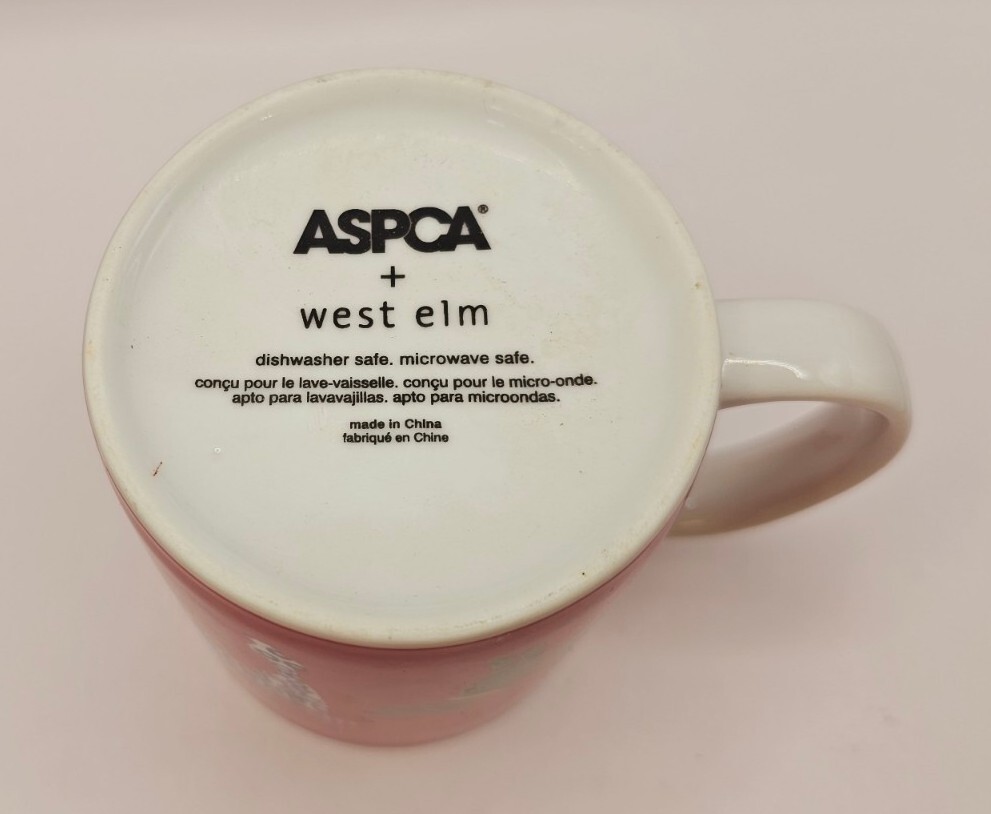 ASPCA®
+
west elm
dishwasher safe. microwave safe.
conçu pour le lave-vaisselle. conçu pour le micro-onde.
apto para lavavajillas. apto para microondas.
made in China
fabriqué en Chine